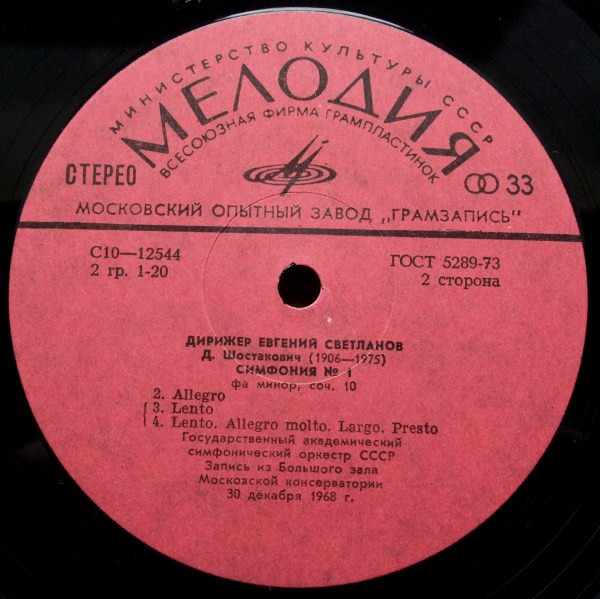 МИНИСТЕРСТВО КУЛЬТУРЫ СССР
МЕЛОДИЯ
ВСЕСОЮЗНАЯ ФИРМА ГРАМПЛАСТИНОК
СТЕРЕО
33
МОСКОВСКИЙ ОПЫТНЫЙ ЗАВОД „ГРАМЗАПИСЬ"
С10—12544
ГОСТ 5289-73
2 гр. 1-20
2 сторона
ДИРИЖЕР ЕВГЕНИЙ СВЕТЛАНОВ
Д. Шостакович (1906—1975)
СИМФОНИЯ № 1
фа минор, соч. 10
2. Allegro
3. Lento
4. Lento. Allegro molto. Largo. Presto
Государственный академический
симфонический оркестр СССР
Запись из Большого зала
Московской консерватории
30 декабря 1968 г.